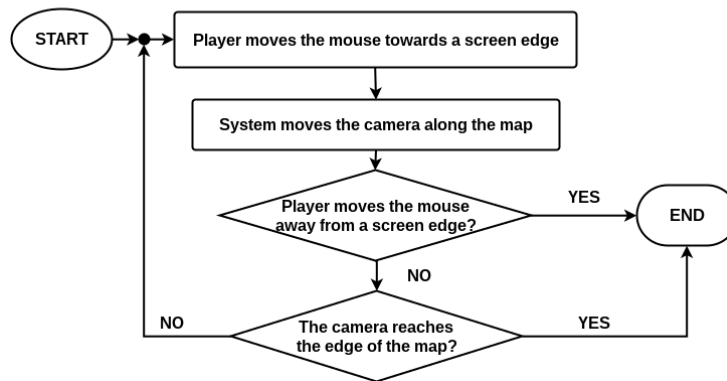 START
Player moves the mouse towards a screen edge
System moves the camera along the map
Player moves the mouse
away from a screen edge?
YES
END
NO
The camera reaches
the edge of the map?
NO
YES